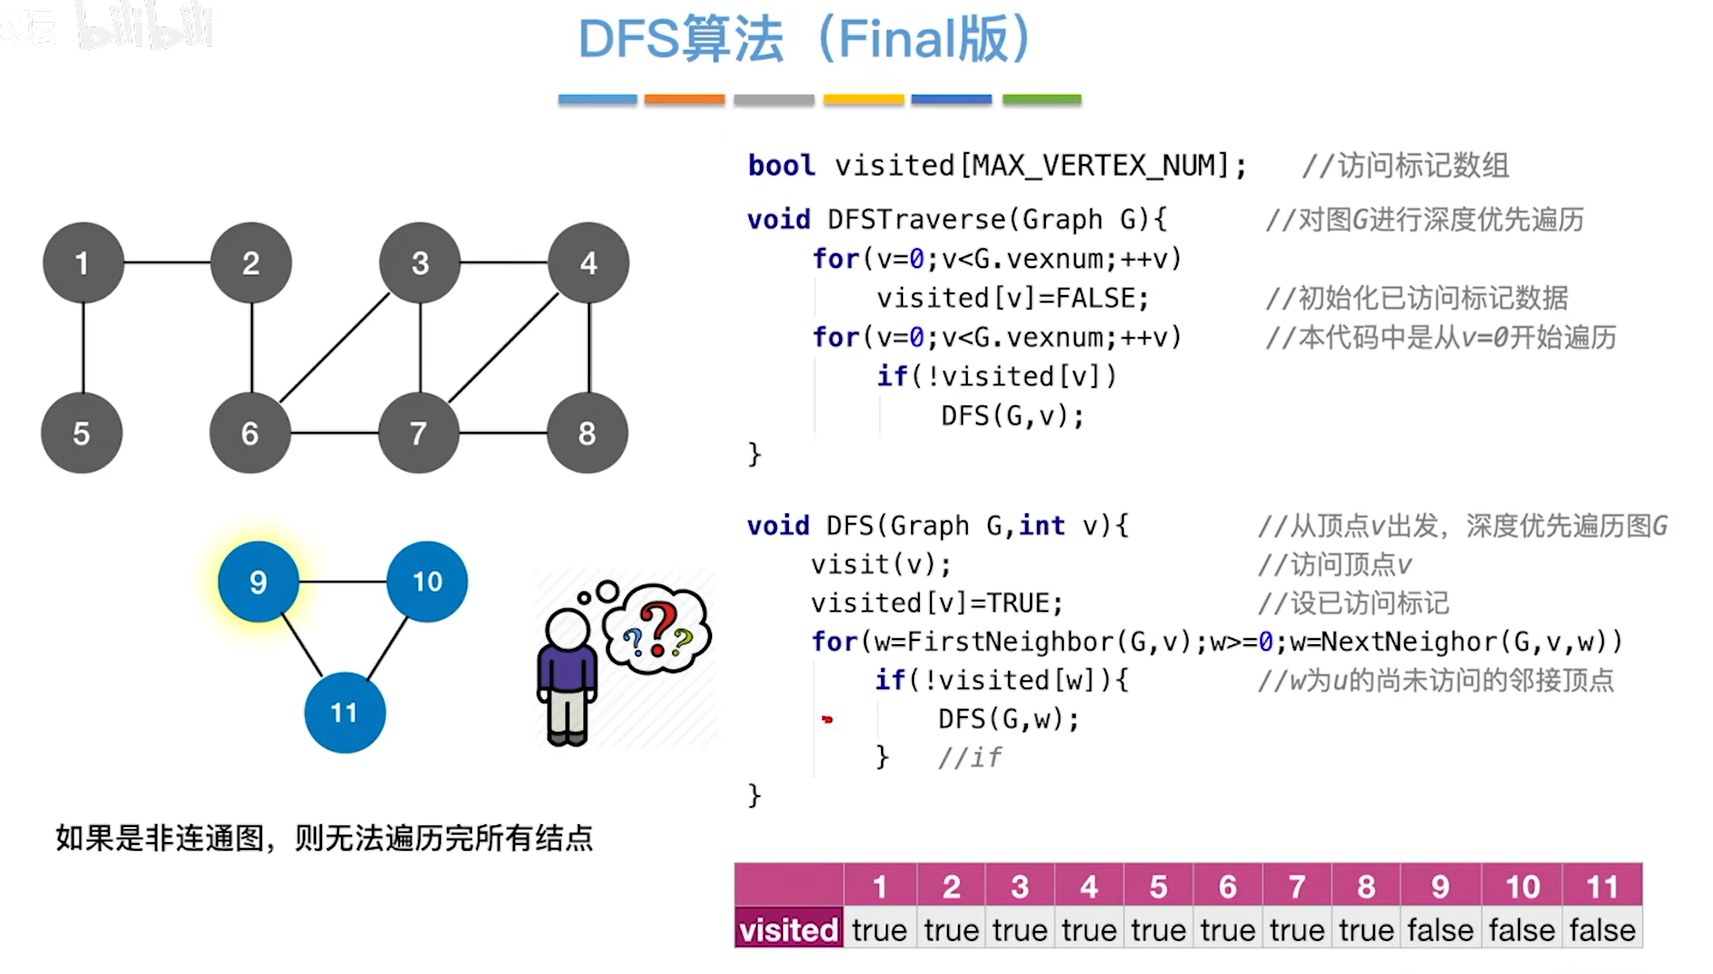 bilibili
DFS算法（Final版）
bool visited[MAX_VERTEX_NUM]; //访问标记数组
void DFSTraverse(Graph G){ //对图G进行深度优先遍历
for(v=0;v<G.vexnum;++v)
visited[v]=FALSE; //初始化已访问标记数据
for(v=0;v<G.vexnum;++v) //本代码中是从v=0开始遍历
if(!visited[v])
DFS(G,v);
}
void DFS(Graph G,int v){ //从顶点v出发，深度优先遍历图G
visit(v); //访问顶点v
visited[v]=TRUE; //设已访问标记
for(w=FirstNeighbor(G,v);w>=0;w=NextNeighor(G,v,w))
if(!visited[w]){ //w为u的尚未访问的邻接顶点
DFS(G,w);
} //if
}
1 2 3 4
5 6 7 8
9 10
11
? ? ?
如果是非连通图，则无法遍历完所有结点
1 2 3 4 5 6 7 8 9 10 11
visited true true true true true true true true false false false